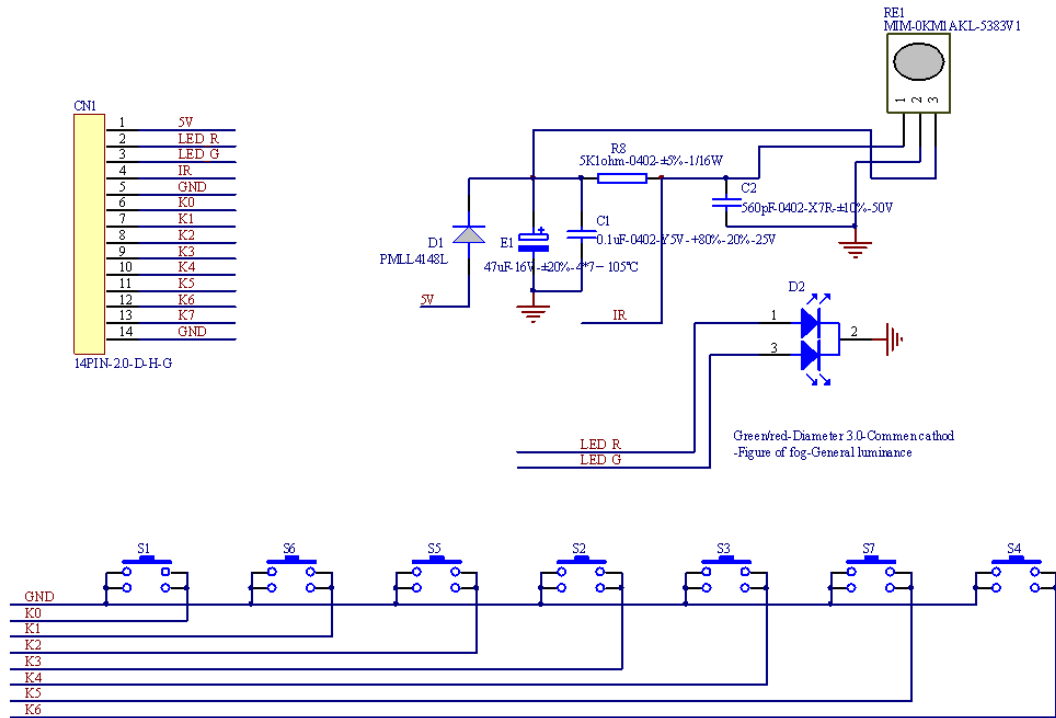 RE1
MIM-0KM1AKL-5383V1
1 2 3
CN1
1 5V
2 LED R
3 LED G
4 IR
5 GND
6 K0
7 K1
8 K2
9 K3
10 K4
11 K5
12 K6
13 K7
14 GND
14PIN-2.0-D-H-G
R8
5K1ohm-0402-±5%-1/16W
C2
560pF-0402-X7R-±10%-50V
C1
0.1uF-0402-Y5V-+80%-20%-25V
D1
PMLL4148L
E1
+
47uF-16V-±20%-4*7-105℃
5V
IR
D2
1
2
3
LED R
LED G
Green/red-Diameter 3.0-Commen cathod
-Figure of fog-General luminance
S1 S6 S5 S2 S3 S7 S4
GND
K0
K1
K2
K3
K4
K5
K6